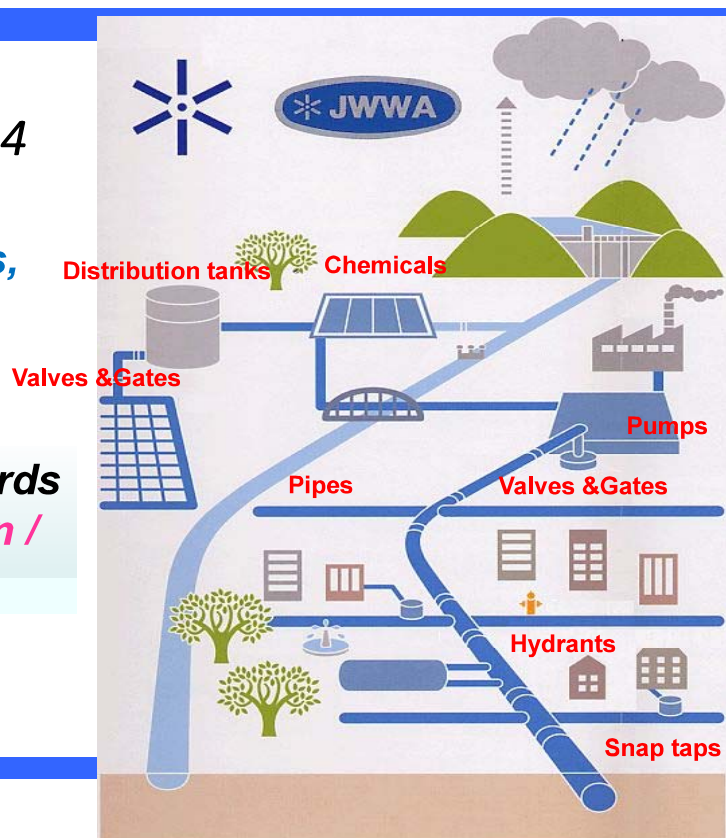 JWWA
4
s,
Distribution tanks
Chemicals
Valves &Gates
Pumps
rds
Pipes
Valves &Gates
n /
Hydrants
Snap taps